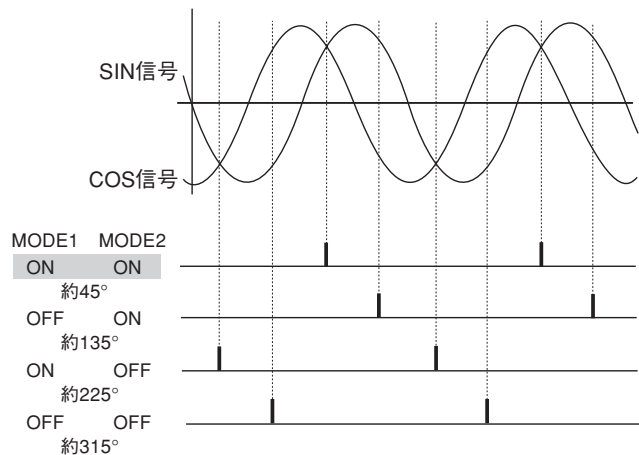 SIN信号
COS信号
MODE1 MODE2
ON ON
約45°
OFF ON
約135°
ON OFF
約225°
OFF OFF
約315°